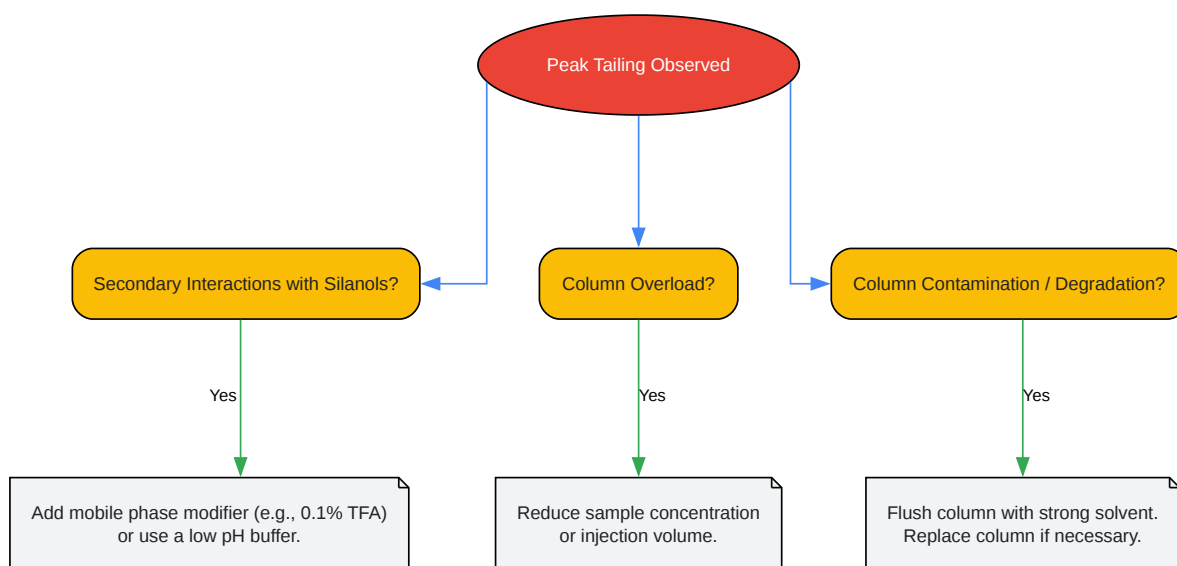 Peak Tailing Observed
Secondary Interactions with Silanols?
Column Overload?
Column Contamination / Degradation?
Yes
Yes
Yes
Add mobile phase modifier (e.g., 0.1% TFA)
or use a low pH buffer.
Reduce sample concentration
or injection volume.
Flush column with strong solvent.
Replace column if necessary.